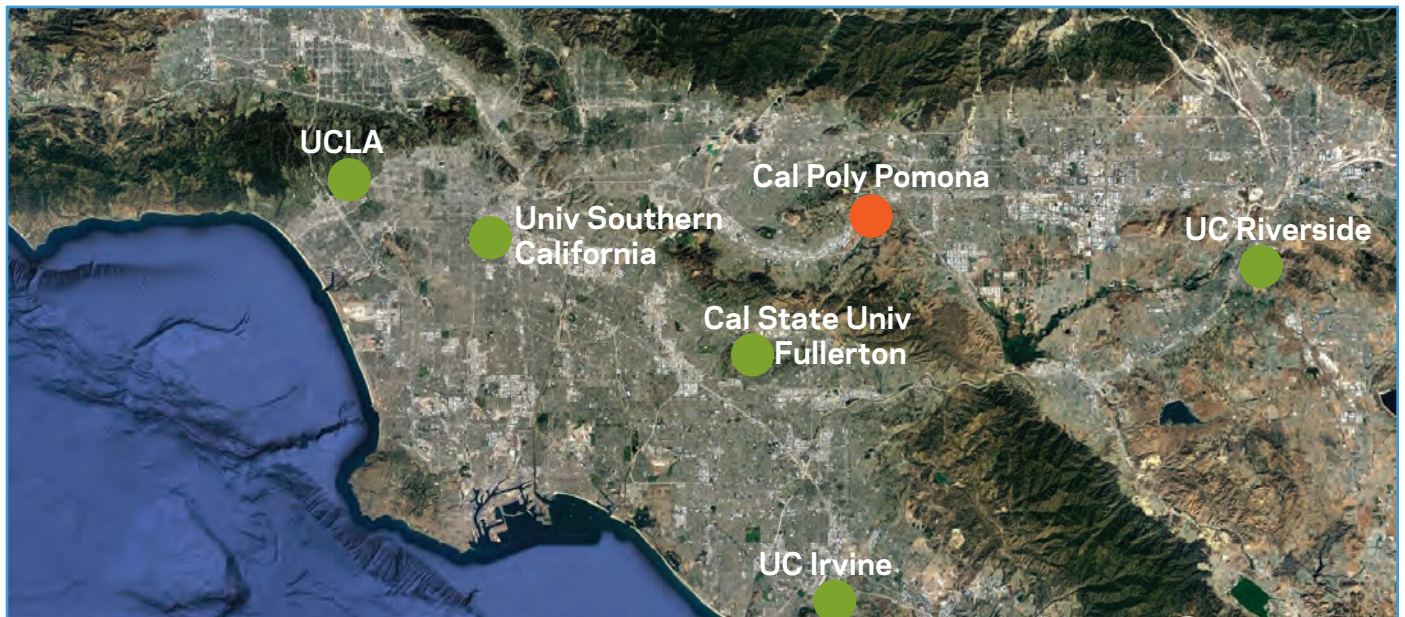 UCLA
Cal Poly Pomona
Univ Southern
California
UC Riverside
Cal State Univ
Fullerton
UC Irvine